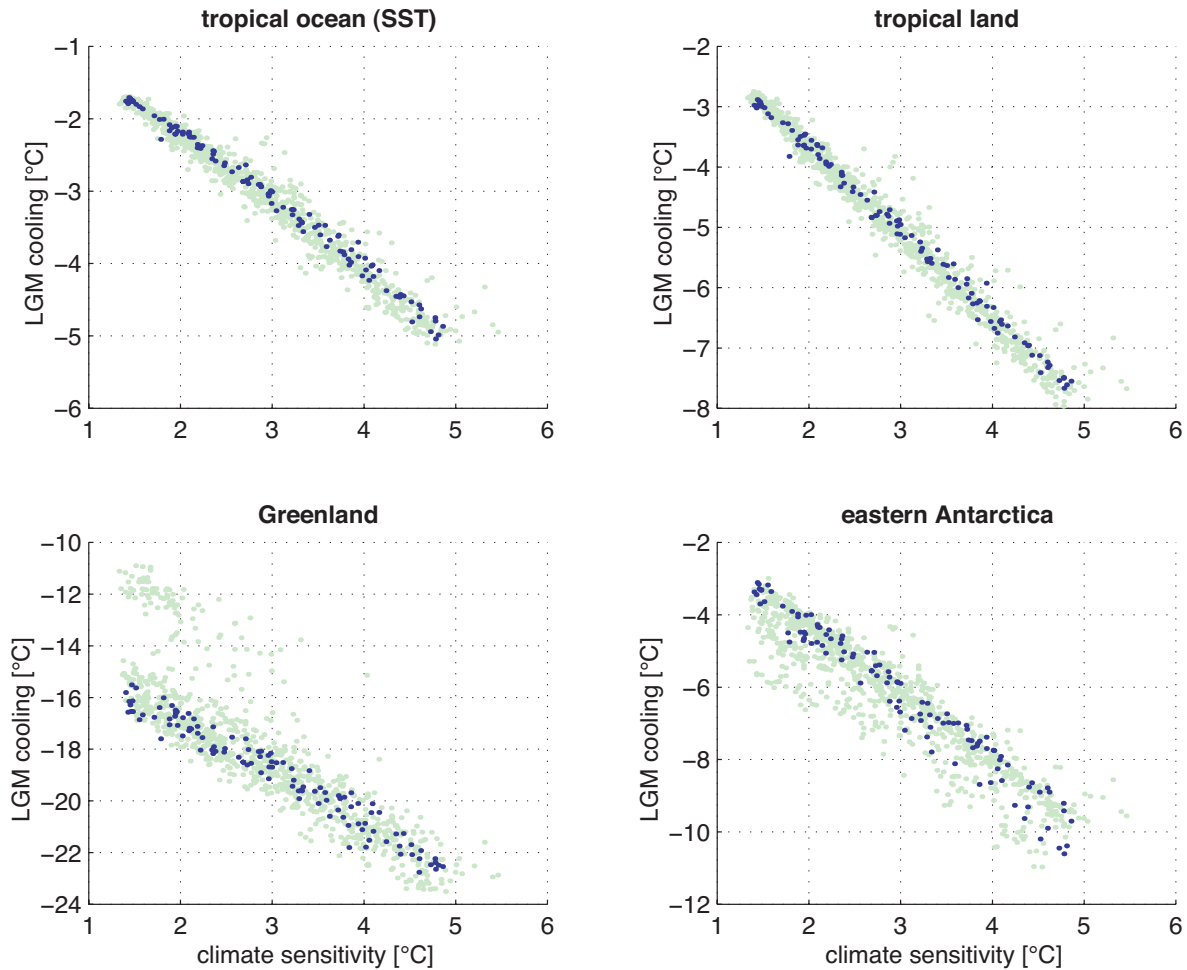 tropical ocean (SST)
−1
−2
−3
−4
−5
−6
LGM cooling [°C]
1 2 3 4 5 6
tropical land
−2
−3
−4
−5
−6
−7
−8
LGM cooling [°C]
1 2 3 4 5 6
Greenland
−10
−12
−14
−16
−18
−20
−22
−24
LGM cooling [°C]
1 2 3 4 5 6
climate sensitivity [°C]
eastern Antarctica
−2
−4
−6
−8
−10
−12
LGM cooling [°C]
1 2 3 4 5 6
climate sensitivity [°C]